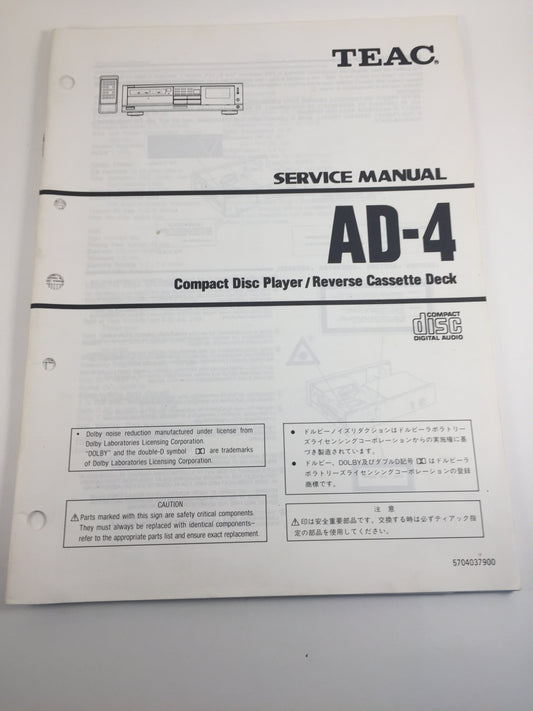 TEAC®
SERVICE MANUAL
AD-4
Compact Disc Player/Reverse Cassette Deck
COMPACT
disc
DIGITAL AUDIO
• Dolby noise reduction manufactured under license from
Dolby Laboratories Licensing Corporation.
"DOLBY" and the double-D symbol are trademarks
of Dolby Laboratories Licensing Corporation.
● ドルビーノイズリダクションはドルビーラボラトリー
ズライセンシングコーポレーションからの実施権に基
づき製造されています。
● ドルビー、DOLBY及びダブルD記号 はドルビーラ
ボラトリーズライセンシングコーポレーションの登録
商標です。
CAUTION
⚠Parts marked with this sign are safety critical components.
They must always be replaced with identical components–
refer to the appropriate parts list and ensure exact replacement.
注 意
⚠印は安全重要部品です。交換する時は必ずティアック指
定の部品を使用してください。
5704037900